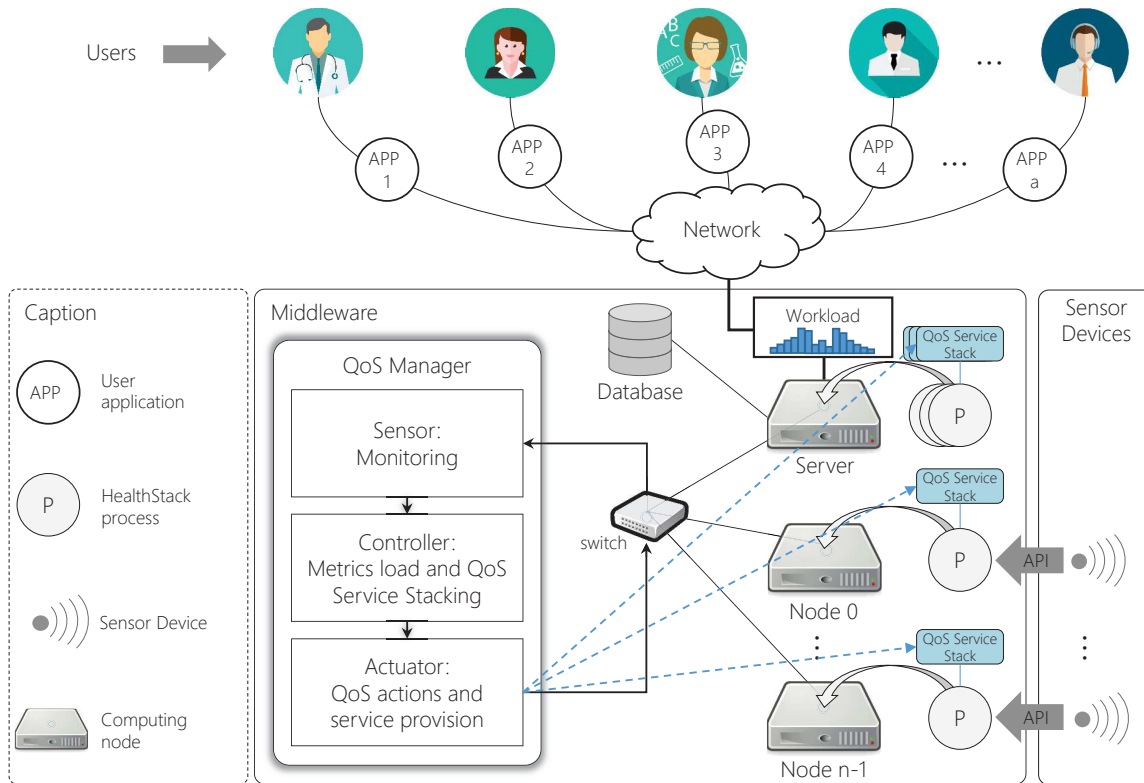 Users
A
B
C
...
APP
1
APP
2
APP
3
APP
4
...
APP
a
Network
Caption
APP
User
application
P
HealthStack
process
Sensor Device
Computing
node
Middleware
QoS Manager
Sensor:
Monitoring
Controller:
Metrics load and QoS
Service Stacking
Actuator:
QoS actions and
service provision
Database
Workload
Server
switch
Node 0
...
Node n-1
QoS Service
Stack
P
QoS Service
Stack
P
QoS Service
Stack
P
Sensor
Devices
API
...
API